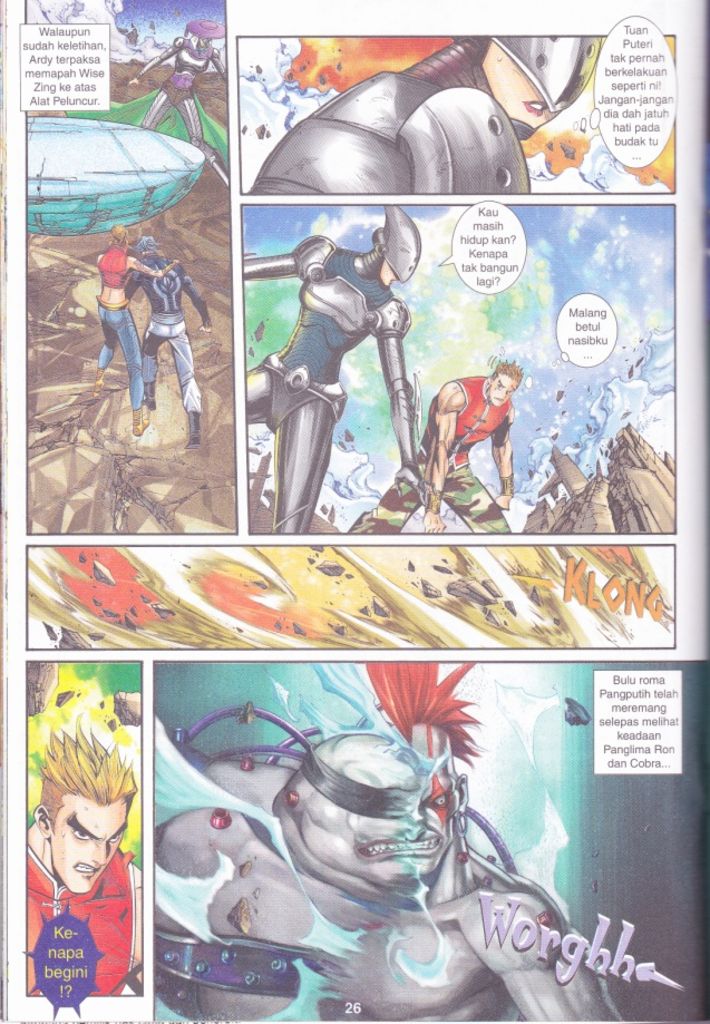 Walaupun
sudah keletihan,
Ardy terpaksa
memapah Wise
Zing ke atas
Alat Peluncur.
Tuan
Puteri
tak pernah
berkelakuan
seperti ni!
Jangan-jangan
dia dah jatuh
hati pada
budak tu
...
Kau
masih
hidup kan?
Kenapa
tak bangun
lagi?
Malang
betul
nasibku
...
KLONG
Ke-
napa
begini
!?
Bulu roma
Pangputih telah
meremang
selepas melihat
keadaan
Panglima Ron
dan Cobra...
Worghh
26